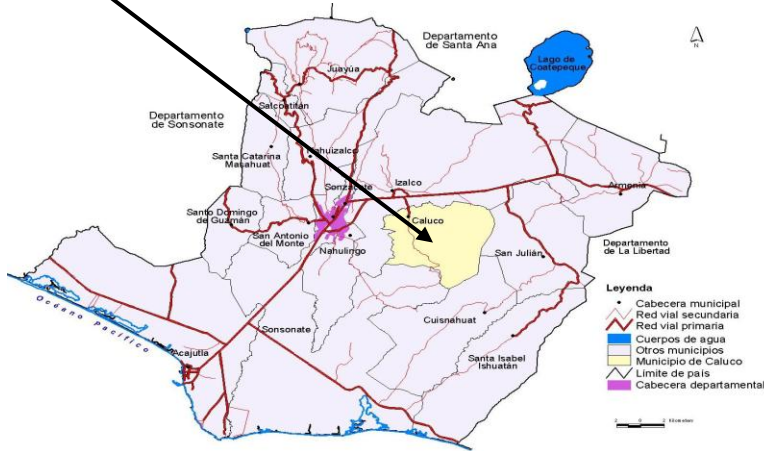 Departamento
de Santa Ana
N
Lago de
Coatepeque
Juayúa
Salcoatitán
Departamento
de Sonsonate
Nahuizalco
Santa Catarina
Masahuat
Sonzacate
Izalco
Armenia
Santo Domingo
de Guzmán
Caluco
San Antonio
del Monte
Nahulingo
San Julián
Departamento
de La Libertad
Leyenda
Cabecera municipal
Red vial secundaria
Red vial primaria
Cuerpos de agua
Otros municipios
Municipio de Caluco
Límite de país
Cabecera departamental
Océano pacífico
Cuisnahuat
Sonsonate
Acajutla
Santa Isabel
Ishuatán